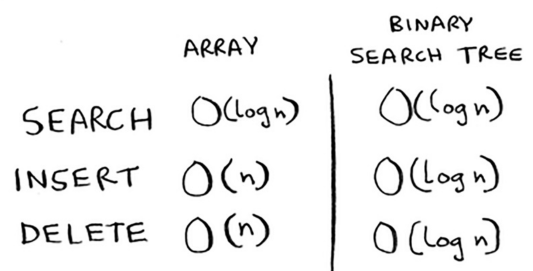 ARRAY BINARY SEARCH TREE
SEARCH O(log n) O(log n)
INSERT O(n) O(log n)
DELETE O(n) O(log n)